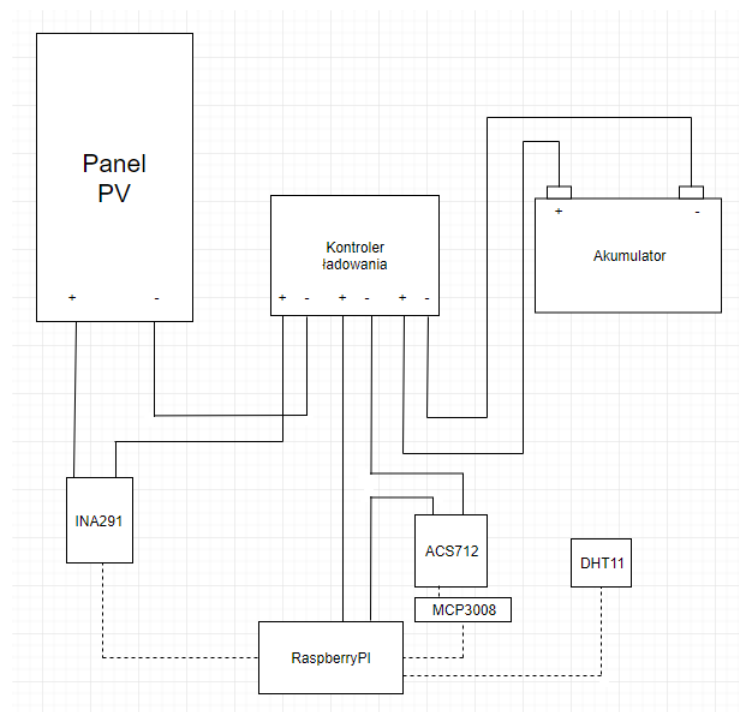 Panel
PV
+ -
Kontroler
ładowania
+ - + - + -
+ -
Akumulator
INA291
ACS712
MCP3008
DHT11
RaspberryPI